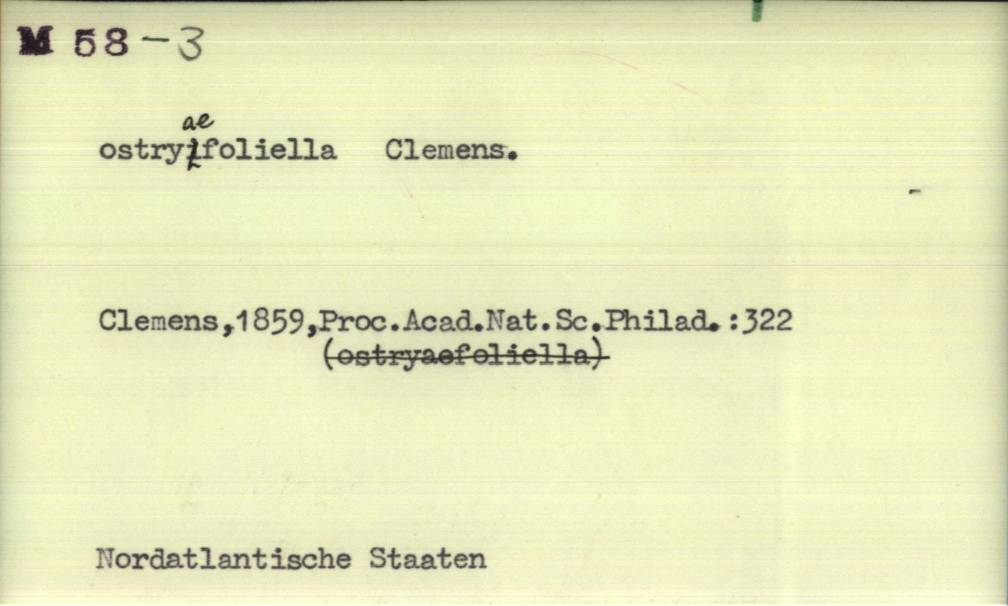 M 58-3
ostryaefoliella Clemens.
Clemens,1859,Proc.Acad.Nat.Sc.Philad.:322
(ostryaefoliella)
Nordatlantische Staaten